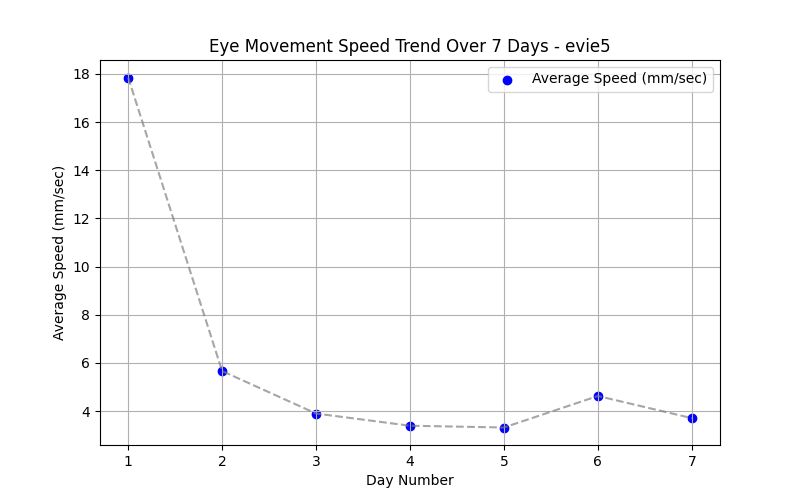 Eye Movement Speed Trend Over 7 Days - evie5
Average Speed (mm/sec)
18
16
14
12
10
8
6
4
Average Speed (mm/sec)
1 2 3 4 5 6 7
Day Number